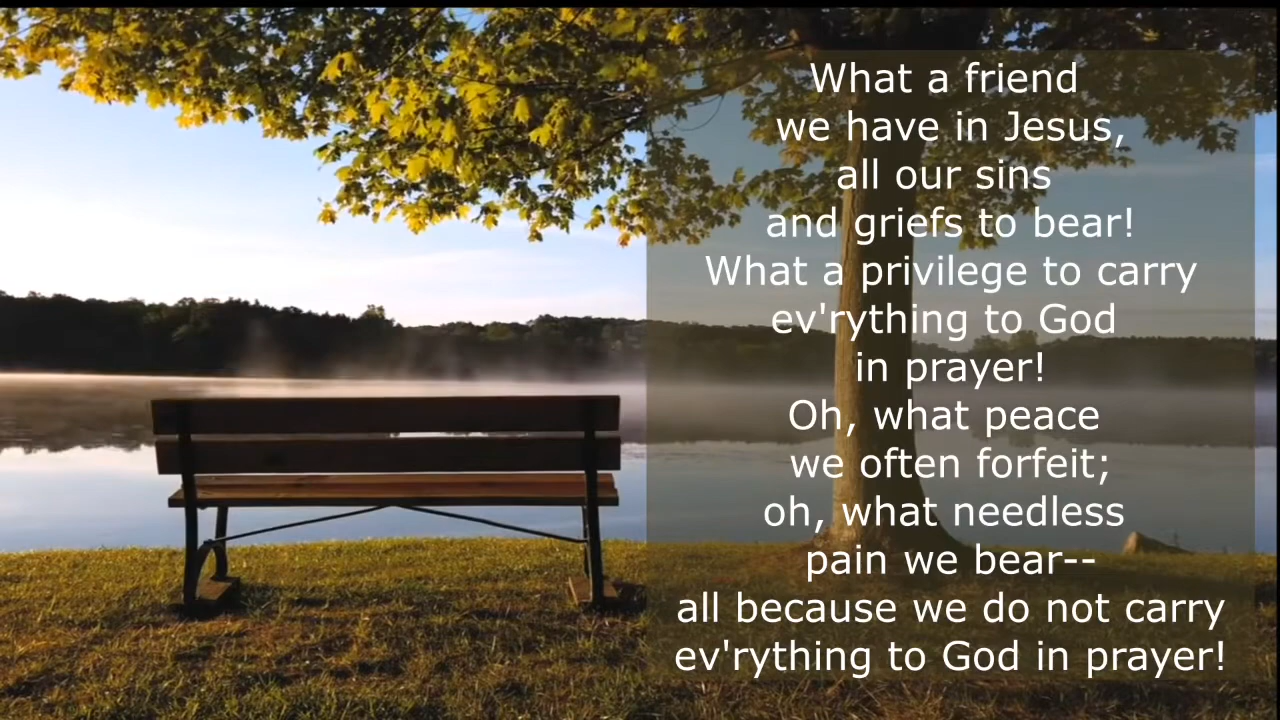 What a friend
we have in Jesus,
all our sins
and griefs to bear!
What a privilege to carry
ev'rything to God
in prayer!
Oh, what peace
we often forfeit;
oh, what needless
pain we bear--
all because we do not carry
ev'rything to God in prayer!